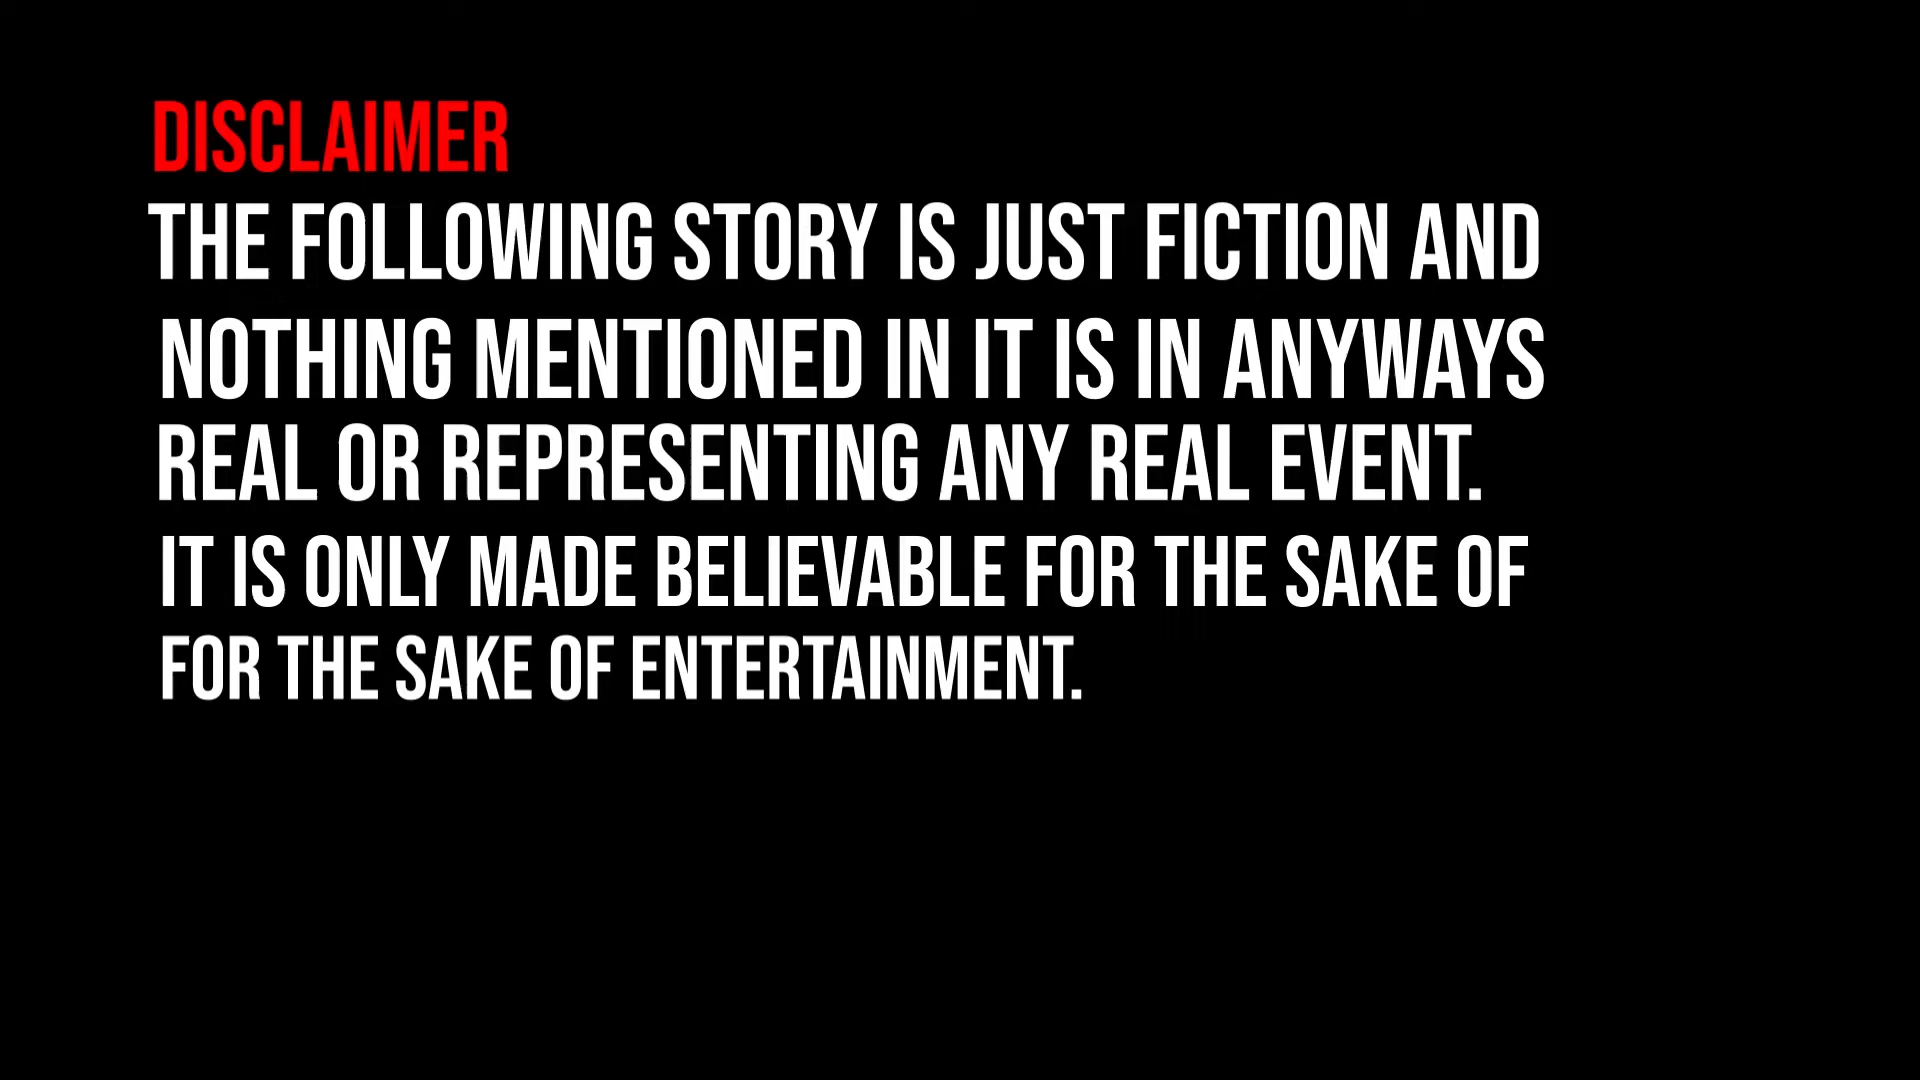 DISCLAIMER
THE FOLLOWING STORY IS JUST FICTION AND
NOTHING MENTIONED IN IT IS IN ANYWAYS
REAL OR REPRESENTING ANY REAL EVENT.
IT IS ONLY MADE BELIEVABLE FOR THE SAKE OF
FOR THE SAKE OF ENTERTAINMENT.